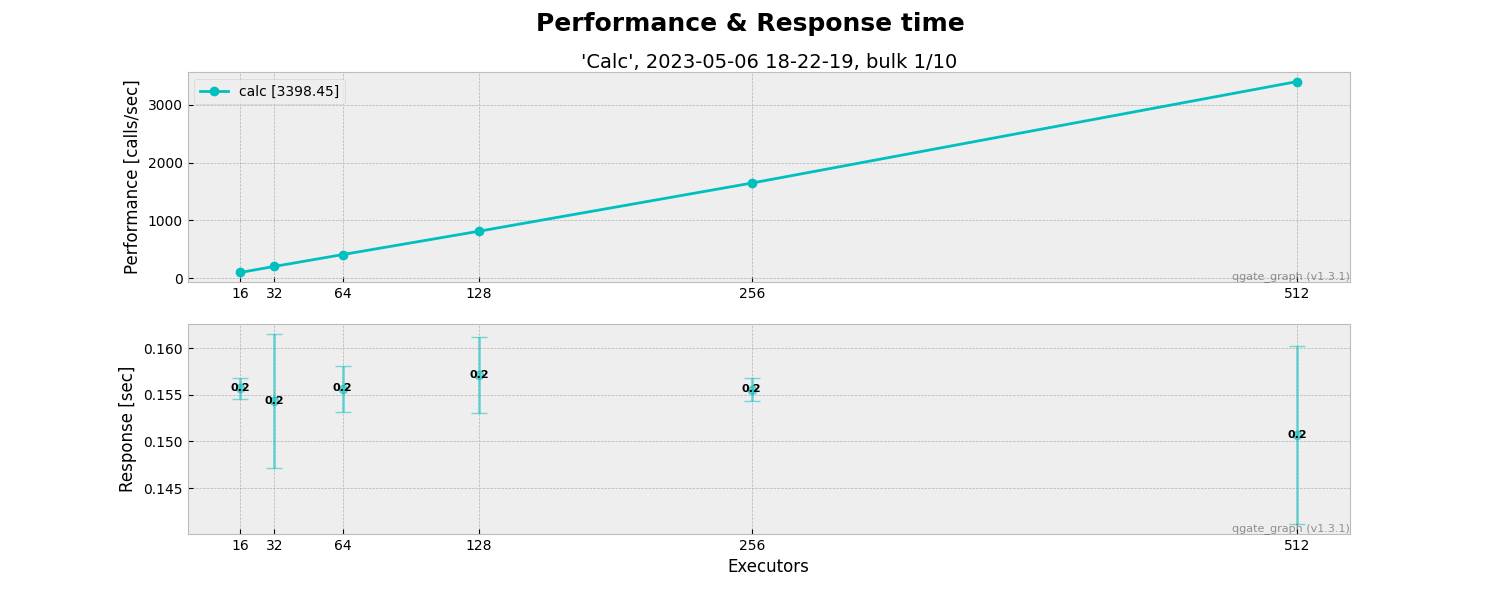 Performance & Response time
'Calc', 2023-05-06 18-22-19, bulk 1/10
Performance [calls/sec]
calc [3398.45]
3000
2000
1000
0
qgate_graph (v1.3.1)
16 32 64 128 256 512
Response [sec]
0.160
0.155
0.150
0.145
0.2 0.2 0.2 0.2 0.2 0.2
qgate_graph (v1.3.1)
16 32 64 128 256 512
Executors